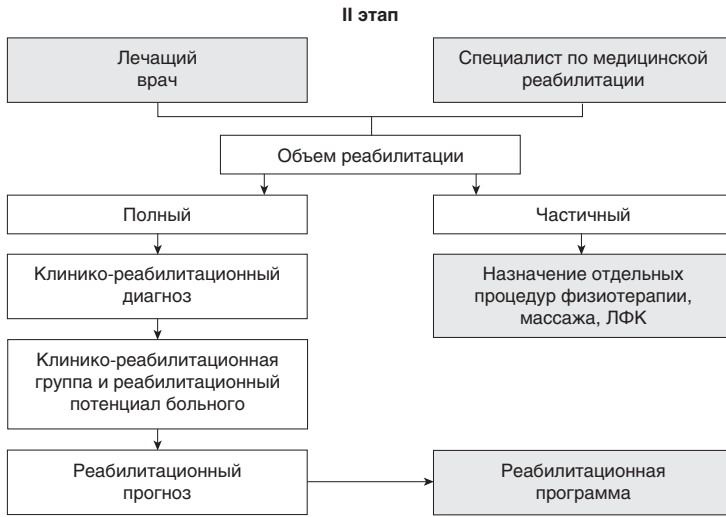 II этап
Лечащий
врач
Специалист по медицинской
реабилитации
Объем реабилитации
Полный
Частичный
Клинико-реабилитационный
диагноз
Назначение отдельных
процедур физиотерапии,
массажа, ЛФК
Клинико-реабилитационная
группа и реабилитационный
потенциал больного
Реабилитационный
прогноз
Реабилитационная
программа